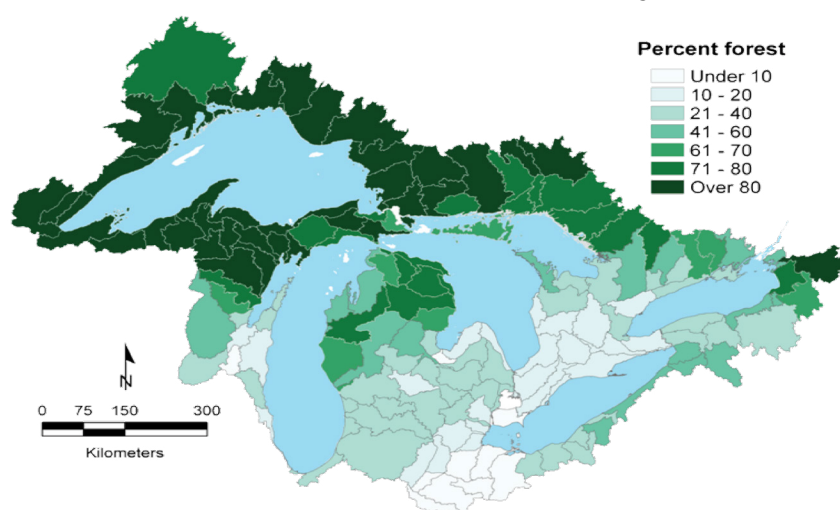 Percent forest
Under 10
10 - 20
21 - 40
41 - 60
61 - 70
71 - 80
Over 80
N
0 75 150 300
Kilometers